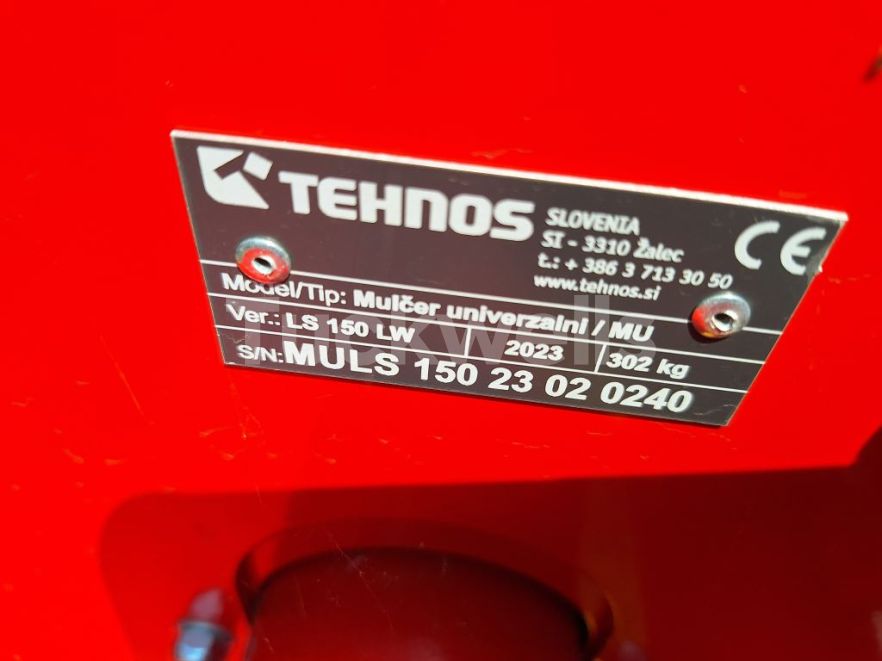 TEHNOS
SLOVENIA
SI - 3310 Žalec
t.: + 386 3 713 30 50
www.tehnos.si
CE
Model/Tip: Mulčer univerzalni / MU
Ver.: LS 150 LW 2023 302 kg
S/N: MULS 150 23 02 0240
Tuckwells